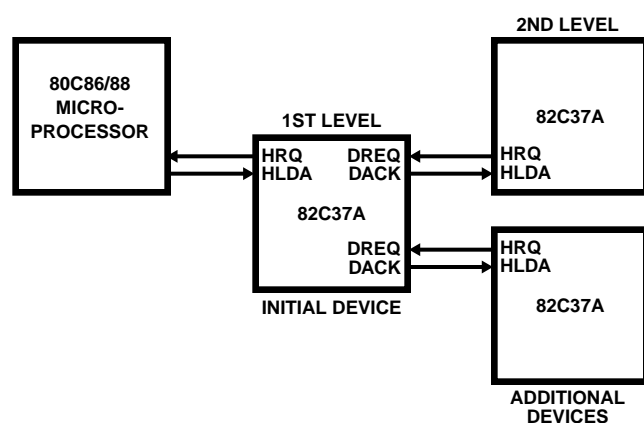 80C86/88
MICRO-
PROCESSOR
1ST LEVEL
HRQ
HLDA
DREQ
DACK
82C37A
DREQ
DACK
INITIAL DEVICE
2ND LEVEL
82C37A
HRQ
HLDA
HRQ
HLDA
82C37A
ADDITIONAL
DEVICES